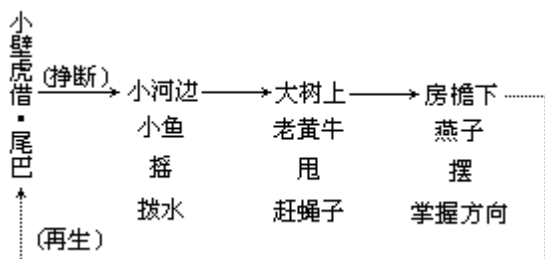 小壁虎借·尾巴
(挣断)
小河边 大树上 房檐下
小鱼 老黄牛 燕子
摇 甩 摆
拨水 赶蝇子 掌握方向
(再生)